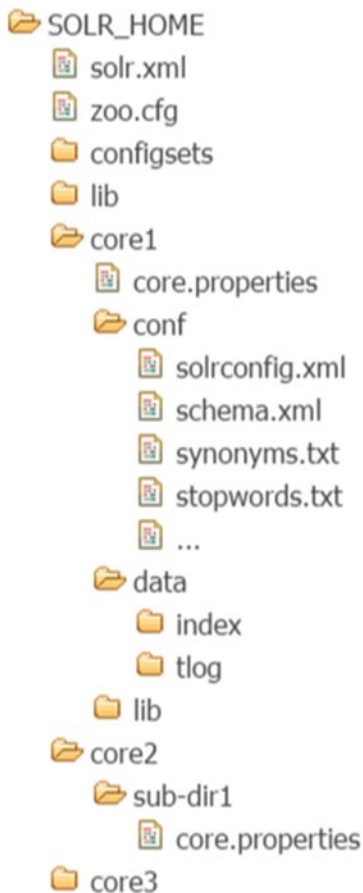 SOLR_HOME
solr.xml
zoo.cfg
configsets
lib
core1
core.properties
conf
solrconfig.xml
schema.xml
synonyms.txt
stopwords.txt
...
data
index
tlog
lib
core2
sub-dir1
core.properties
core3